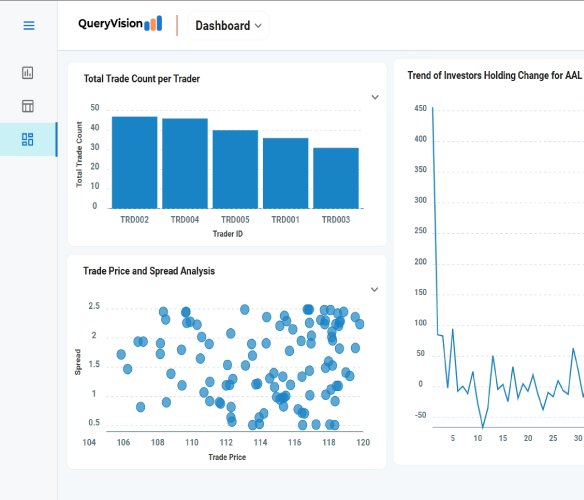 QueryVision
Dashboard
Total Trade Count per Trader
Total Trade Count
50
40
30
20
10
0
TRD002 TRD004 TRD005 TRD001 TRD003
Trader ID
Trade Price and Spread Analysis
Spread
2.5
2
1.5
1
0.5
104 106 108 110 112 114 116 118 120
Trade Price
Trend of Investors Holding Change for AAL
450
400
350
300
250
200
150
100
50
0
-50
5 10 15 20 25 30